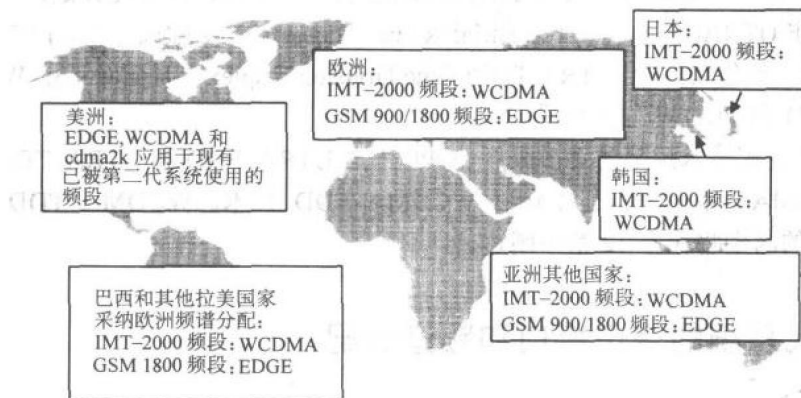 日本：
IMT–2000 频段：
WCDMA
欧洲：
IMT–2000 频段：WCDMA
GSM 900/1800 频段：EDGE
美洲：
EDGE,WCDMA 和
cdma2k 应用于现有
已被第二代系统使用的
频段
韩国：
IMT–2000 频段：
WCDMA
巴西和其他拉美国家
采纳欧洲频谱分配：
IMT–2000 频段：WCDMA
GSM 1800 频段：EDGE
亚洲其他国家：
IMT–2000 频段：WCDMA
GSM 900/1800 频段：EDGE